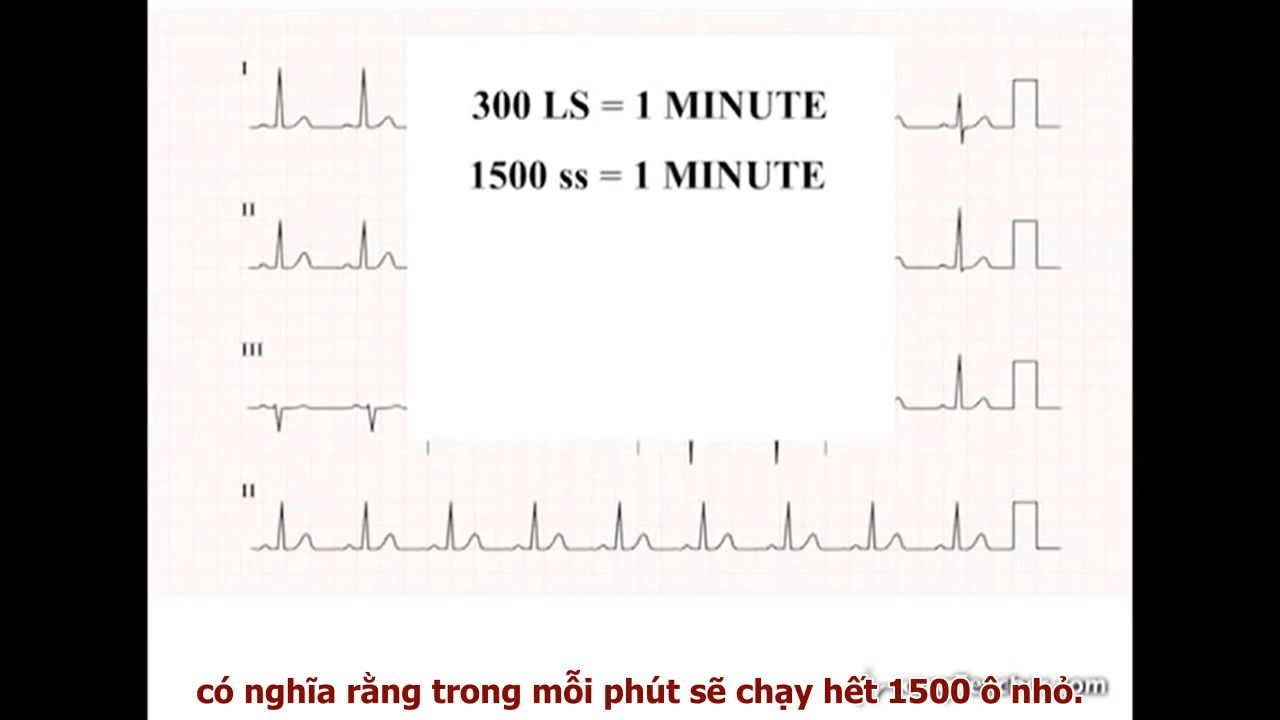 I
300 LS = 1 MINUTE
1500 ss = 1 MINUTE
II
III
II
có nghĩa rằng trong mỗi phút sẽ chạy hết 1500 ô nhỏ.